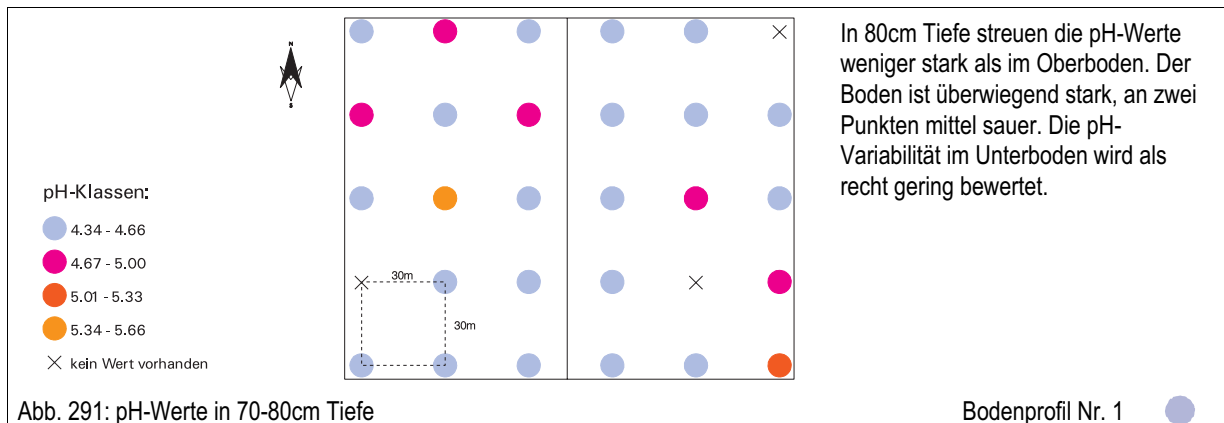 In 80cm Tiefe streuen die pH-Werte
weniger stark als im Oberboden. Der
Boden ist überwiegend stark, an zwei
Punkten mittel sauer. Die pH-
Variabilität im Unterboden wird als
recht gering bewertet.
N
S
pH-Klassen:
4.34 - 4.66
4.67 - 5.00
5.01 - 5.33
5.34 - 5.66
kein Wert vorhanden
30m
30m
Abb. 291: pH-Werte in 70-80cm Tiefe
Bodenprofil Nr. 1